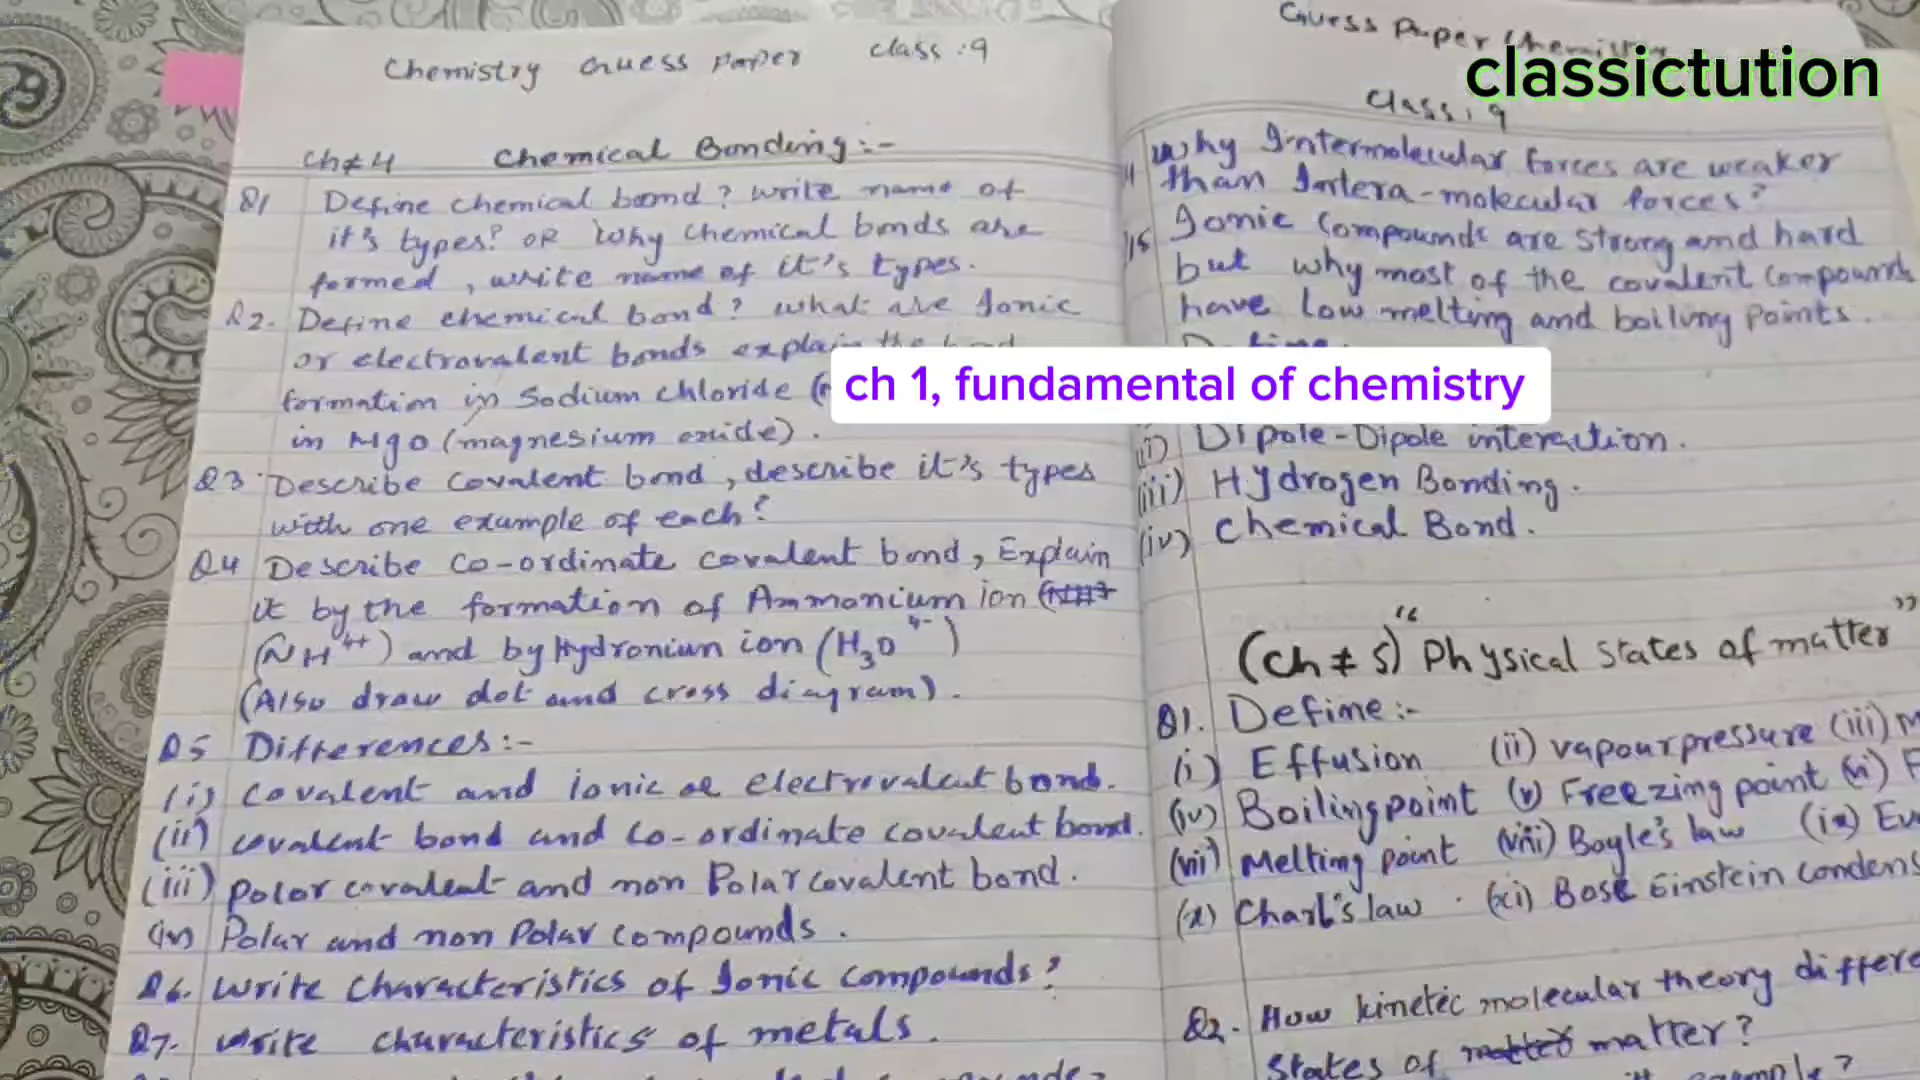 Chemistry Guess Paper Class :9
Ch#4 Chemical Bonding:-
Q1 Define chemical bond? write name of
it's types? OR Why chemical bonds are
formed, write name of it's types.
Q2. Define chemical bond? what are Ionic
or electrovalent bonds explain the
formation in Sodium chloride
in MgO (magnesium oxide).
Q3 Describe covalent bond, describe it's types
with one example of each?
Q4 Describe co-ordinate covalent bond, Explain
it by the formation of Ammonium ion
(NH⁴⁺) and by Hydronium ion (H₃O⁴⁻)
(Also draw dot and cross diagram).
Q5 Differences:-
(i) covalent and ionic or electrovalent bond.
(ii) covalent bond and co-ordinate covalent bond.
(iii) polar covalent and non Polar covalent bond.
(iv) Polar and non Polar compounds.
Q6. Write characteristics of Ionic compounds?
Q7. write characteristics of metals.
Guess Paper Chemistry
classictution
Class: 9
Why Intermolecular forces are weaker
than Intera-molecular forces?
15 Ionic compounds are strong and hard
but why most of the covalent compounds
have low melting and boiling points.
ch 1, fundamental of chemistry
(ii) Dipole-Dipole interaction.
(iii) Hydrogen Bonding.
(iv) Chemical Bond.
(Ch # 5) "Physical States of matter"
Q1. Define:-
(i) Effusion (ii) vapour pressure (iii)
(iv) Boiling point (v) Freezing point (vi)
(vii) Melting point (viii) Boyle's law (ix)
(x) Charl's law. (xi) Bose Einstein
Q2. How kinetic molecular theory
States of matter?